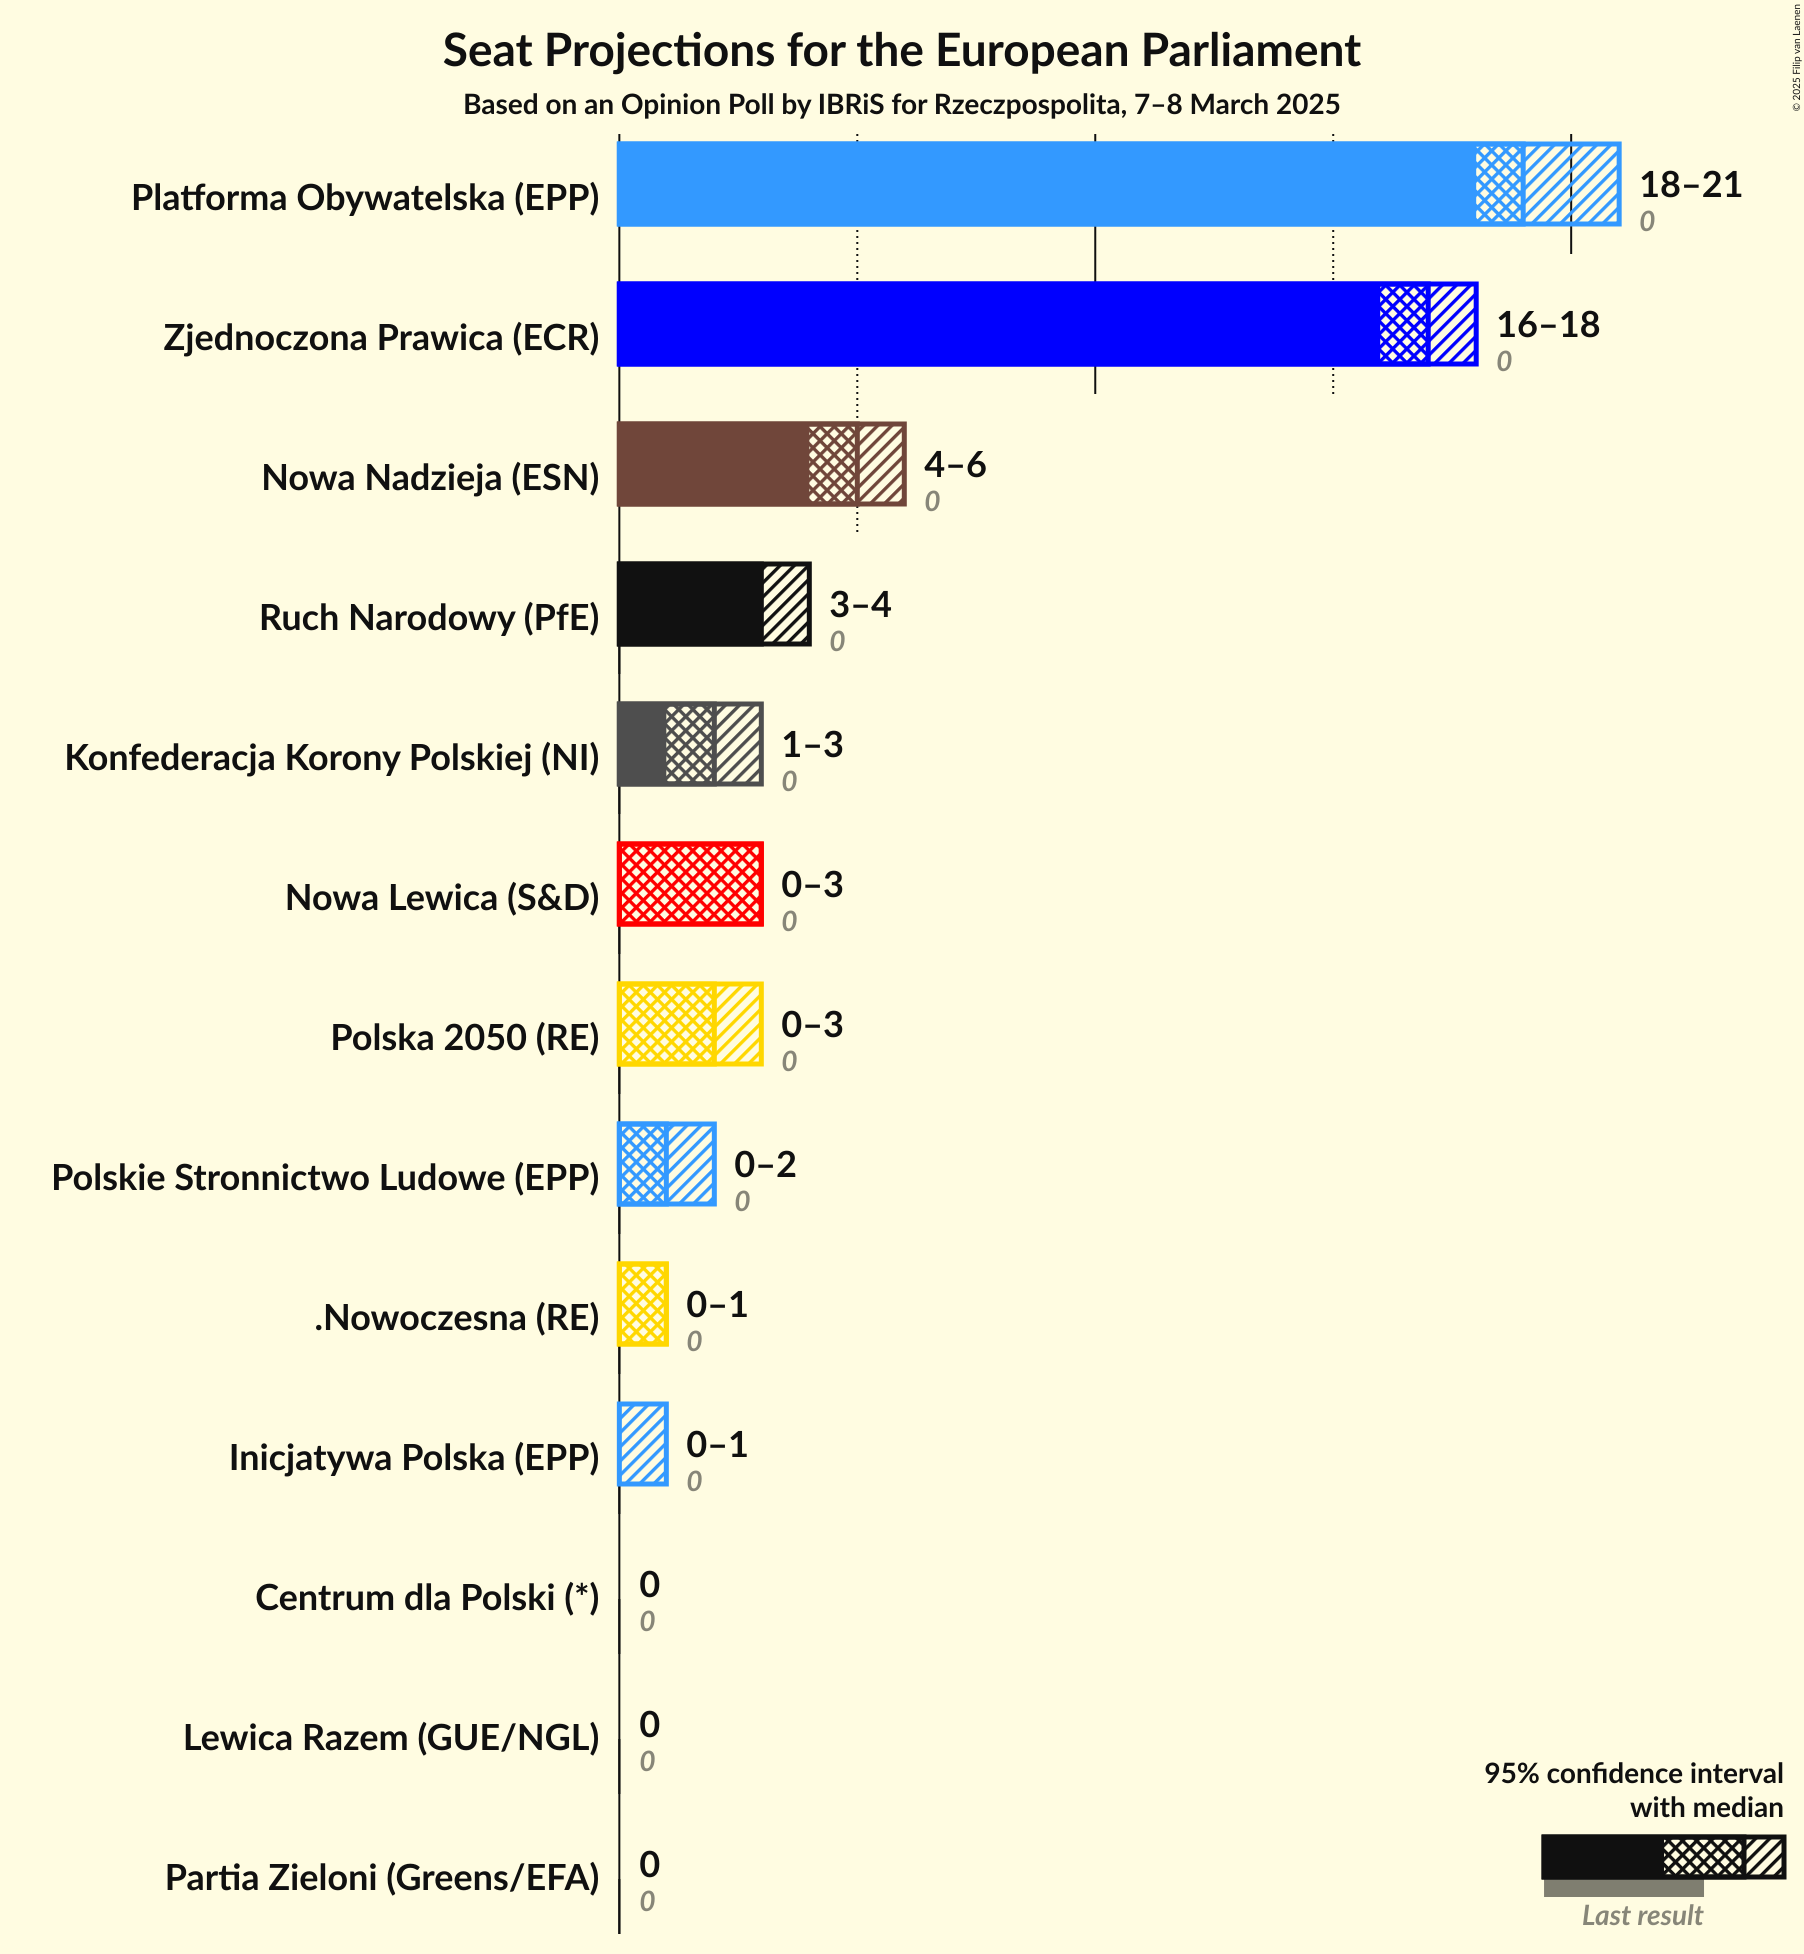 Seat Projections for the European Parliament
Based on an Opinion Poll by IBRiS for Rzeczpospolita, 7–8 March 2025
© 2025 Filip van Laenen
Platforma Obywatelska (EPP)
18–21
0
Zjednoczona Prawica (ECR)
16–18
0
Nowa Nadzieja (ESN)
4–6
0
Ruch Narodowy (PfE)
3–4
0
Konfederacja Korony Polskiej (NI)
1–3
0
Nowa Lewica (S&D)
0–3
0
Polska 2050 (RE)
0–3
0
Polskie Stronnictwo Ludowe (EPP)
0–2
0
.Nowoczesna (RE)
0–1
0
Inicjatywa Polska (EPP)
0–1
0
Centrum dla Polski (*)
0
0
Lewica Razem (GUE/NGL)
0
0
Partia Zieloni (Greens/EFA)
0
0
95% confidence interval
with median
Last result